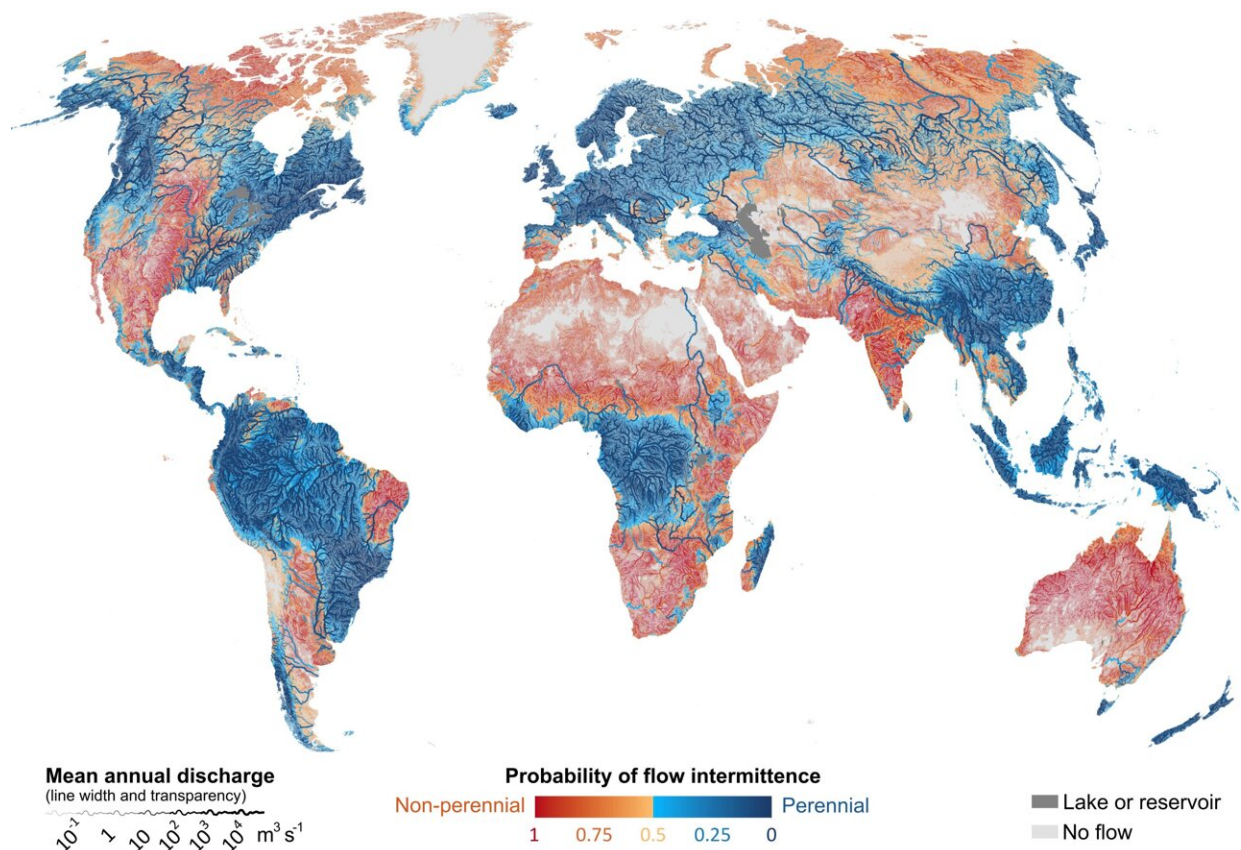 Mean annual discharge
(line width and transparency)
10⁻¹ 1 10 10² 10³ 10⁴ m³ s⁻¹
Probability of flow intermittence
Non-perennial Perennial
1 0.75 0.5 0.25 0
Lake or reservoir
No flow